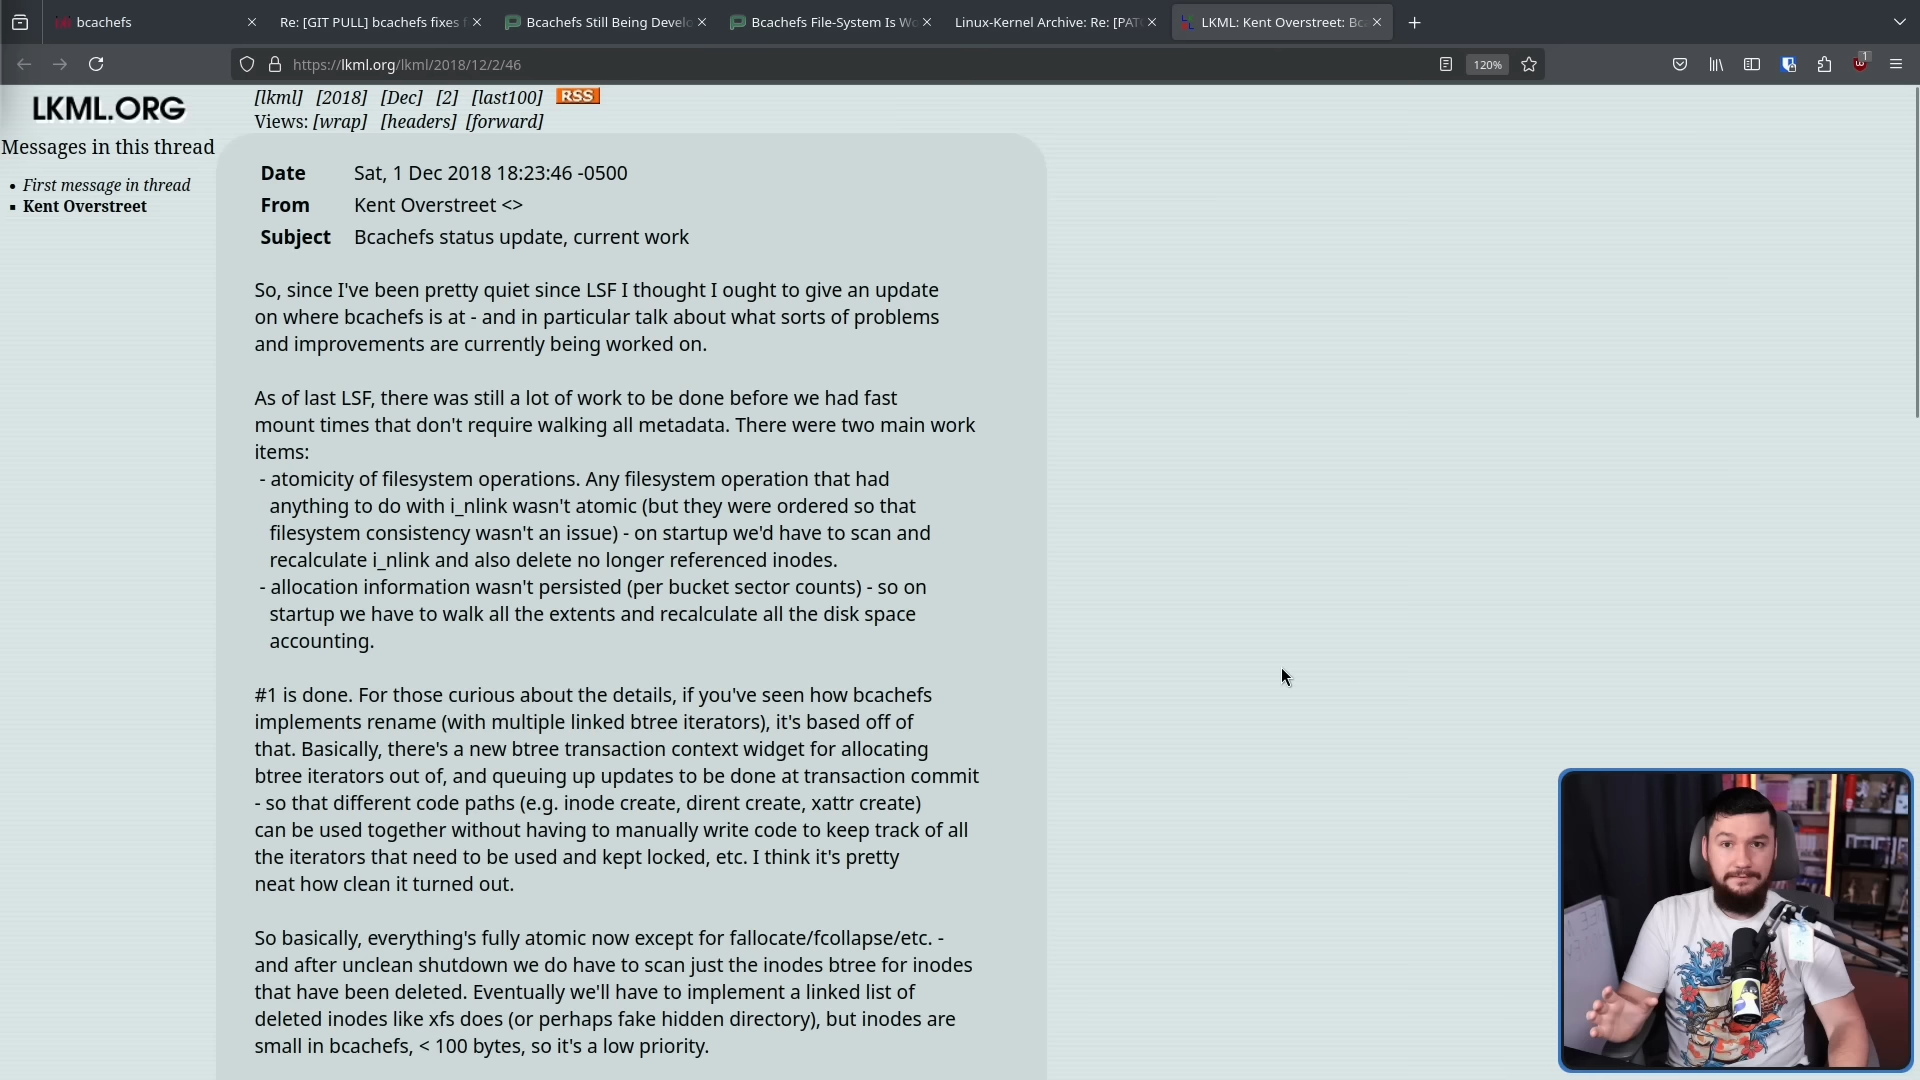 bcachefs
Re: [GIT PULL] bcachefs fixes f
Bcachefs Still Being Develo
Bcachefs File-System Is Wo
Linux-Kernel Archive: Re: [PAT
LKML: Kent Overstreet: Bc
https://lkml.org/lkml/2018/12/2/46
120%
1
LKML.ORG
[lkml] [2018] [Dec] [2] [last100] RSS
Views: [wrap] [headers] [forward]
Messages in this thread
• First message in thread
▪ Kent Overstreet
Date Sat, 1 Dec 2018 18:23:46 -0500
From Kent Overstreet <>
Subject Bcachefs status update, current work
So, since I've been pretty quiet since LSF I thought I ought to give an update
on where bcachefs is at - and in particular talk about what sorts of problems
and improvements are currently being worked on.
As of last LSF, there was still a lot of work to be done before we had fast
mount times that don't require walking all metadata. There were two main work
items:
- atomicity of filesystem operations. Any filesystem operation that had
anything to do with i_nlink wasn't atomic (but they were ordered so that
filesystem consistency wasn't an issue) - on startup we'd have to scan and
recalculate i_nlink and also delete no longer referenced inodes.
- allocation information wasn't persisted (per bucket sector counts) - so on
startup we have to walk all the extents and recalculate all the disk space
accounting.
#1 is done. For those curious about the details, if you've seen how bcachefs
implements rename (with multiple linked btree iterators), it's based off of
that. Basically, there's a new btree transaction context widget for allocating
btree iterators out of, and queuing up updates to be done at transaction commit
- so that different code paths (e.g. inode create, dirent create, xattr create)
can be used together without having to manually write code to keep track of all
the iterators that need to be used and kept locked, etc. I think it's pretty
neat how clean it turned out.
So basically, everything's fully atomic now except for fallocate/fcollapse/etc. -
and after unclean shutdown we do have to scan just the inodes btree for inodes
that have been deleted. Eventually we'll have to implement a linked list of
deleted inodes like xfs does (or perhaps fake hidden directory), but inodes are
small in bcachefs, < 100 bytes, so it's a low priority.